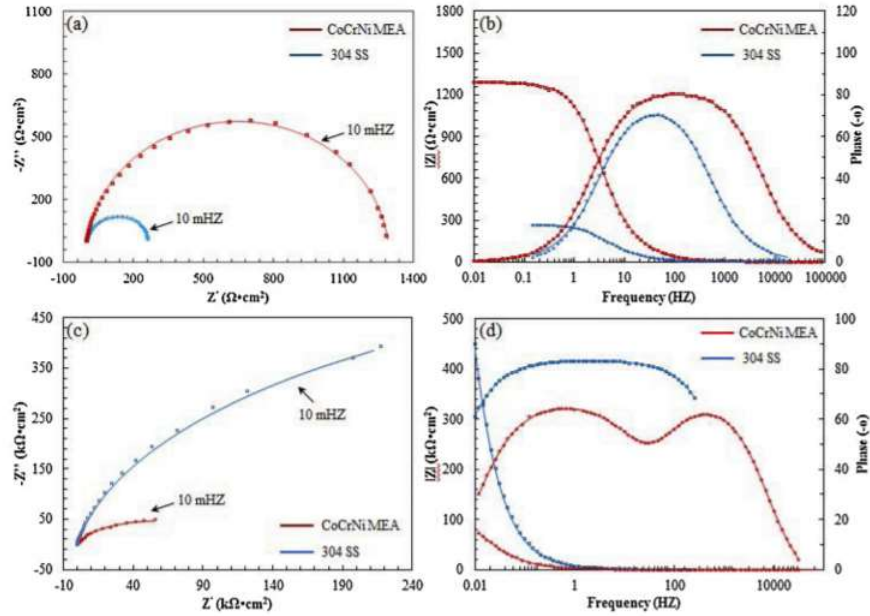 (a)
CoCrNi MEA
304 SS
10 mHZ
10 mHZ
-Z'' (Ω•cm²)
1100
800
500
200
-100
-100 200 500 800 1100 1400
Z' (Ω•cm²)
(b)
CoCrNi MEA
304 SS
|Z| (Ω•cm²)
1800
1500
1200
900
600
300
0
120
100
80
60
40
20
0
Phase (-o)
0.01 0.1 1 10 100 1000 10000 100000
Frequency (HZ)
(c)
10 mHZ
10 mHZ
CoCrNi MEA
304 SS
-Z'' (kΩ•cm²)
450
350
250
150
50
-50
-10 40 90 140 190 240
Z' (kΩ•cm²)
(d)
CoCrNi MEA
304 SS
|Z| (kΩ•cm²)
500
400
300
200
100
0
100
80
60
40
20
0
Phase (-o)
0.01 1 100 10000
Frequency (HZ)